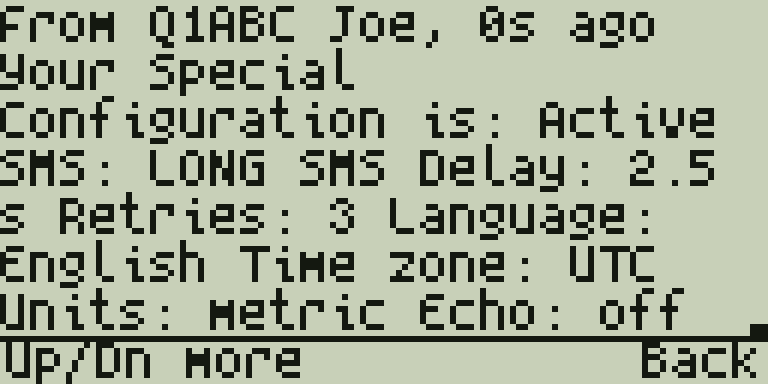 From Q1ABC Joe, 0s ago
Your Special
Configuration is: Active
SMS: LONG SMS Delay: 2.5
s Retries: 3 Language:
English Time zone: UTC
Units: metric Echo: off
Up/Dn more Back